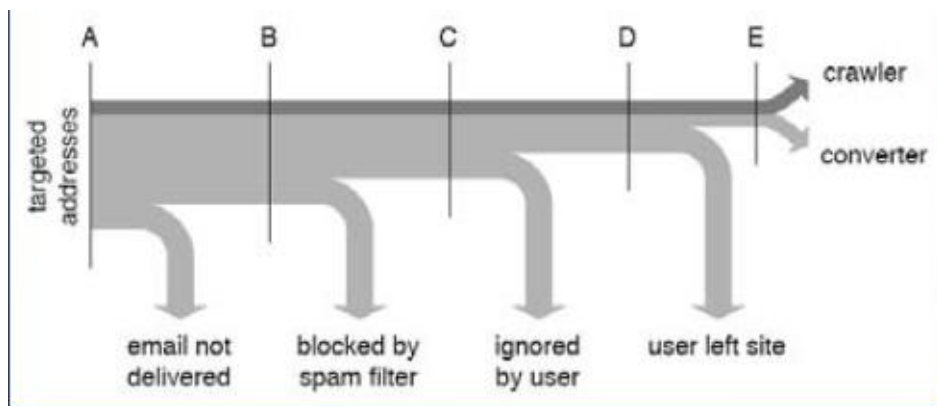 A
B
C
D
E
crawler
converter
targeted
addresses
email not
delivered
blocked by
spam filter
ignored
by user
user left site